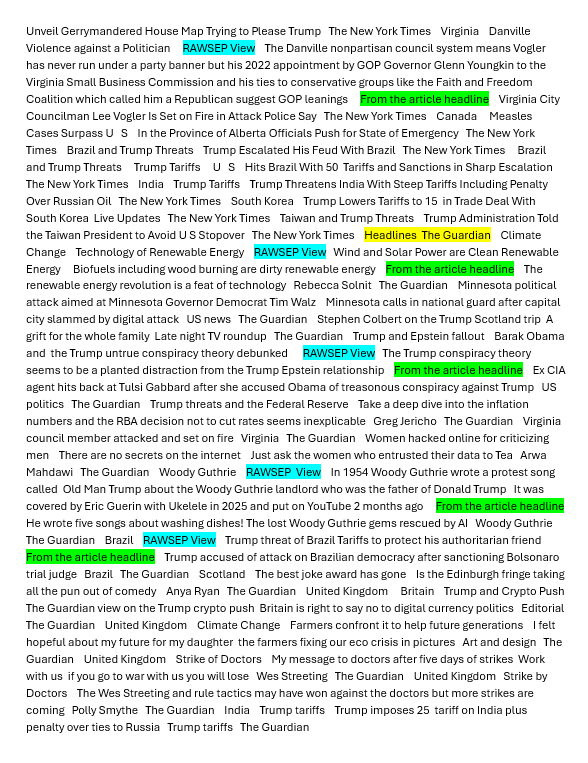 Unveil Gerrymandered House Map Trying to Please Trump The New York Times Virginia Danville
Violence against a Politician RAWSEP View The Danville nonpartisan council system means Vogler
has never run under a party banner but his 2022 appointment by GOP Governor Glenn Youngkin to the
Virginia Small Business Commission and his ties to conservative groups like the Faith and Freedom
Coalition which called him a Republican suggest GOP leanings From the article headline Virginia City
Councilman Lee Vogler Is Set on Fire in Attack Police Say The New York Times Canada Measles
Cases Surpass U S In the Province of Alberta Officials Push for State of Emergency The New York
Times Brazil and Trump Threats Trump Escalated His Feud With Brazil The New York Times Brazil
and Trump Threats Trump Tariffs U S Hits Brazil With 50 Tariffs and Sanctions in Sharp Escalation
The New York Times India Trump Tariffs Trump Threatens India With Steep Tariffs Including Penalty
Over Russian Oil The New York Times South Korea Trump Lowers Tariffs to 15 in Trade Deal With
South Korea Live Updates The New York Times Taiwan and Trump Threats Trump Administration Told
the Taiwan President to Avoid U S Stopover The New York Times Headlines The Guardian Climate
Change Technology of Renewable Energy RAWSEP View Wind and Solar Power are Clean Renewable
Energy Biofuels including wood burning are dirty renewable energy From the article headline The
renewable energy revolution is a feat of technology Rebecca Solnit The Guardian Minnesota political
attack aimed at Minnesota Governor Democrat Tim Walz Minnesota calls in national guard after capital
city slammed by digital attack US news The Guardian Stephen Colbert on the Trump Scotland trip A
grift for the whole family Late night TV roundup The Guardian Trump and Epstein fallout Barak Obama
and the Trump untrue conspiracy theory debunked RAWSEP View The Trump conspiracy theory
seems to be a planted distraction from the Trump Epstein relationship From the article headline Ex CIA
agent hits back at Tulsi Gabbard after she accused Obama of treasonous conspiracy against Trump US
politics The Guardian Trump threats and the Federal Reserve Take a deep dive into the inflation
numbers and the RBA decision not to cut rates seems inexplicable Greg Jericho The Guardian Virginia
council member attacked and set on fire Virginia The Guardian Women hacked online for criticizing
men There are no secrets on the internet Just ask the women who entrusted their data to Tea Arwa
Mahdawi The Guardian Woody Guthrie RAWSEP View In 1954 Woody Guthrie wrote a protest song
called Old Man Trump about the Woody Guthrie landlord who was the father of Donald Trump It was
covered by Eric Guerin with Ukelele in 2025 and put on YouTube 2 months ago From the article headline
He wrote five songs about washing dishes! The lost Woody Guthrie gems rescued by AI Woody Guthrie
The Guardian Brazil RAWSEP View Trump threat of Brazil Tariffs to protect his authoritarian friend
From the article headline Trump accused of attack on Brazilian democracy after sanctioning Bolsonaro
trial judge Brazil The Guardian Scotland The best joke award has gone Is the Edinburgh fringe taking
all the pun out of comedy Anya Ryan The Guardian United Kingdom Britain Trump and Crypto Push
The Guardian view on the Trump crypto push Britain is right to say no to digital currency politics Editorial
The Guardian United Kingdom Climate Change Farmers confront it to help future generations I felt
hopeful about my future for my daughter the farmers fixing our eco crisis in pictures Art and design The
Guardian United Kingdom Strike of Doctors My message to doctors after five days of strikes Work
with us if you go to war with us you will lose Wes Streeting The Guardian United Kingdom Strike by
Doctors The Wes Streeting and rule tactics may have won against the doctors but more strikes are
coming Polly Smythe The Guardian India Trump tariffs Trump imposes 25 tariff on India plus
penalty over ties to Russia Trump tariffs The Guardian